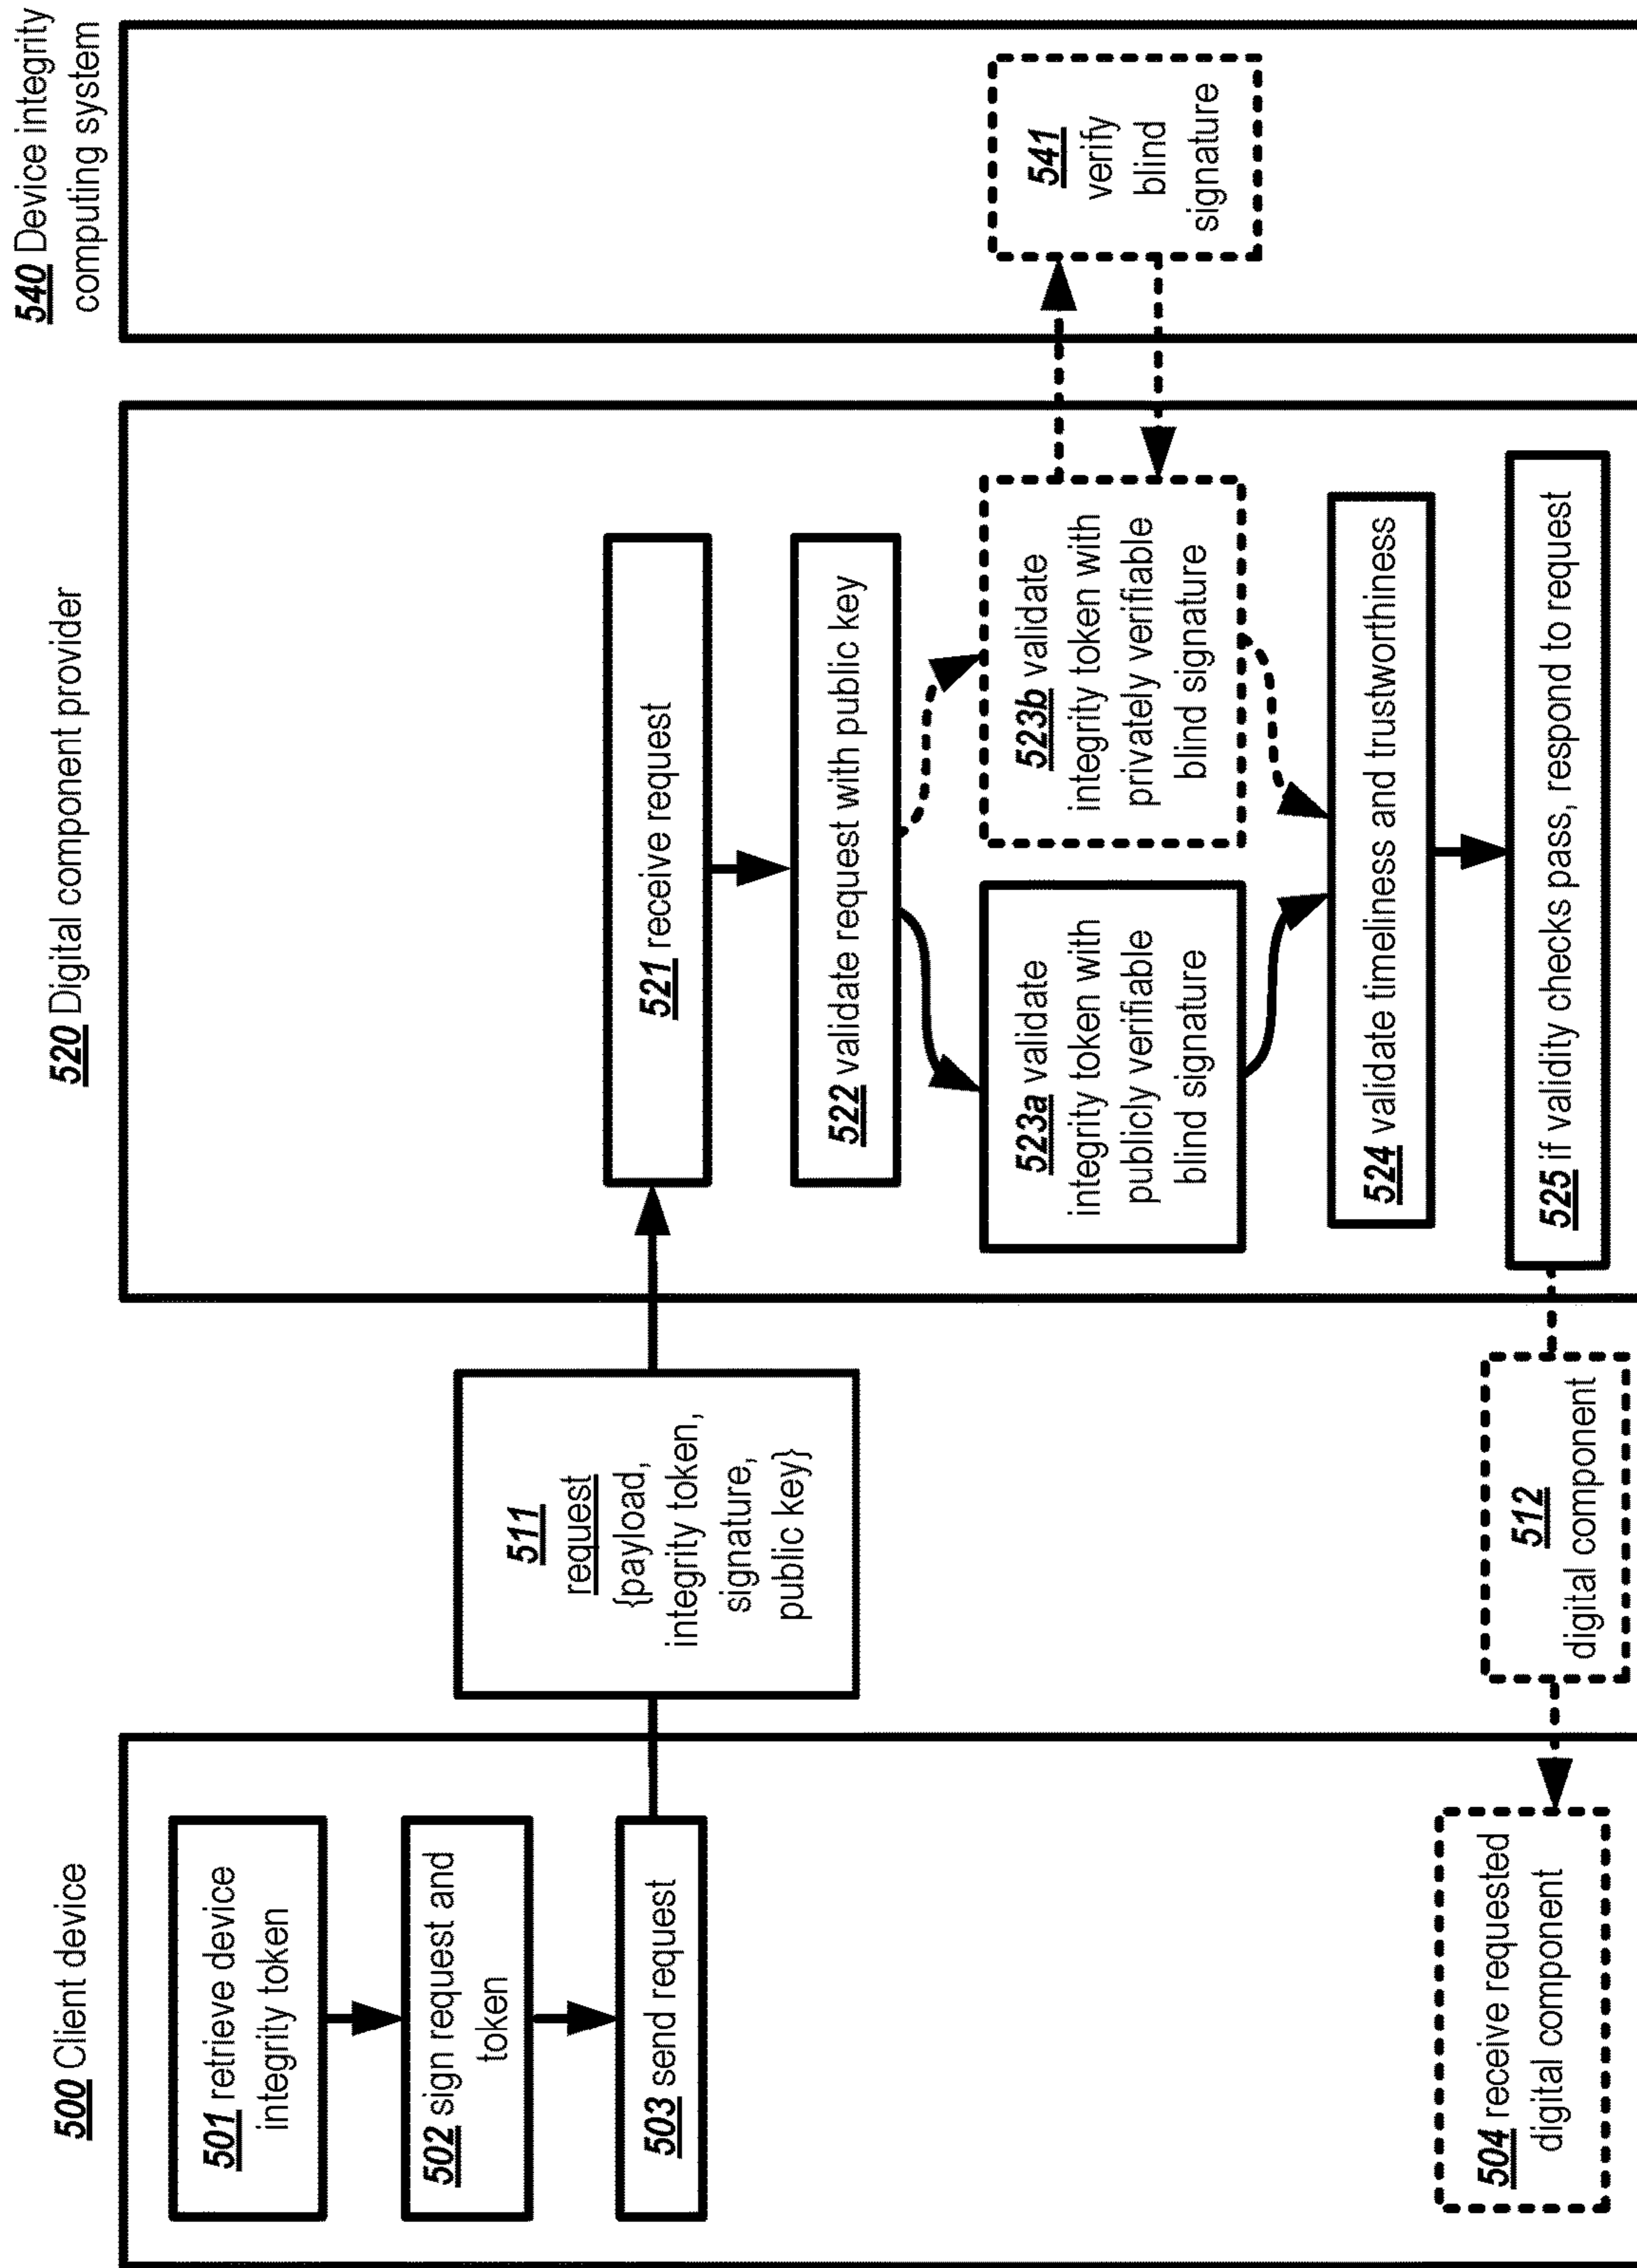 500 Client device
501 retrieve device
integrity token
502 sign request and
token
503 send request
504 receive requested
digital component
511
request
{payload,
integrity token,
signature,
public key}
512
digital component
520 Digital component provider
521 receive request
522 validate request with public key
523a validate
integrity token with
publicly verifiable
blind signature
523b validate
integrity token with
privately verifiable
blind signature
524 validate timeliness and trustworthiness
525 if validity checks pass, respond to request
540 Device integrity
computing system
541
verify
blind
signature